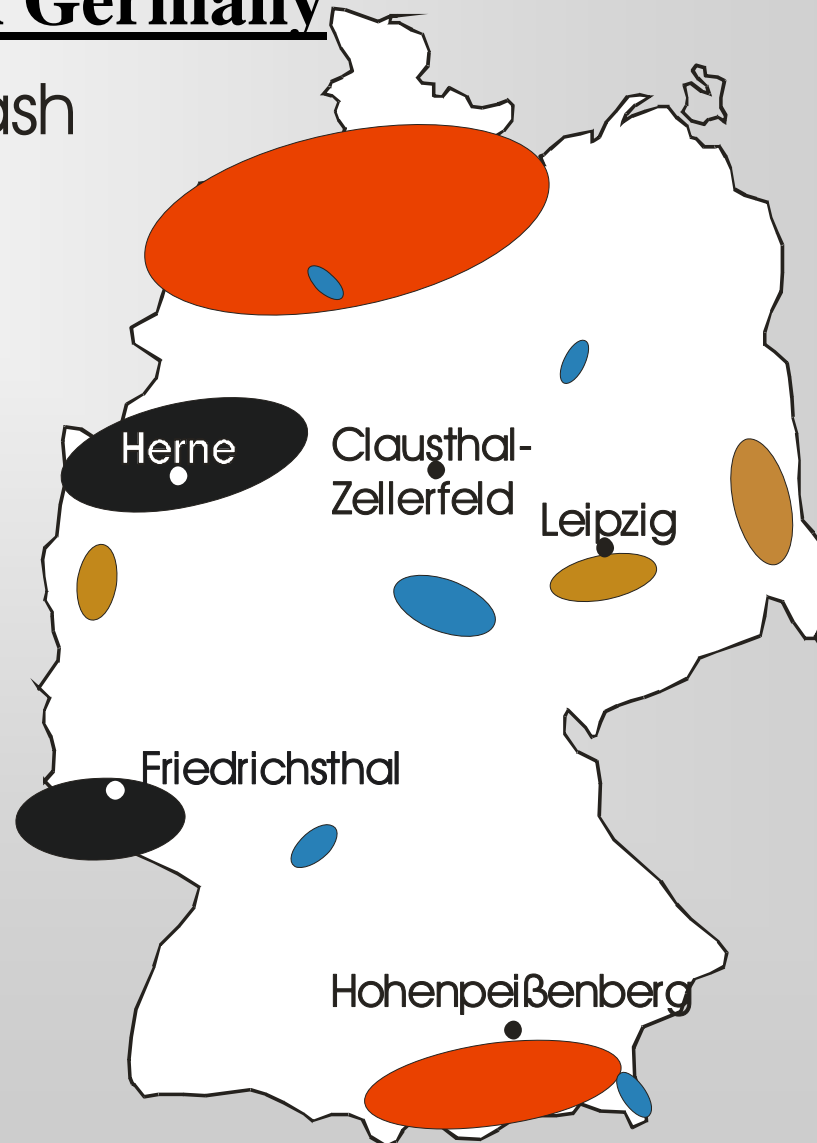 Germany
ash
Herne
Clausthal-
Zellerfeld
Leipzig
Friedrichsthal
Hohenpeißenberg